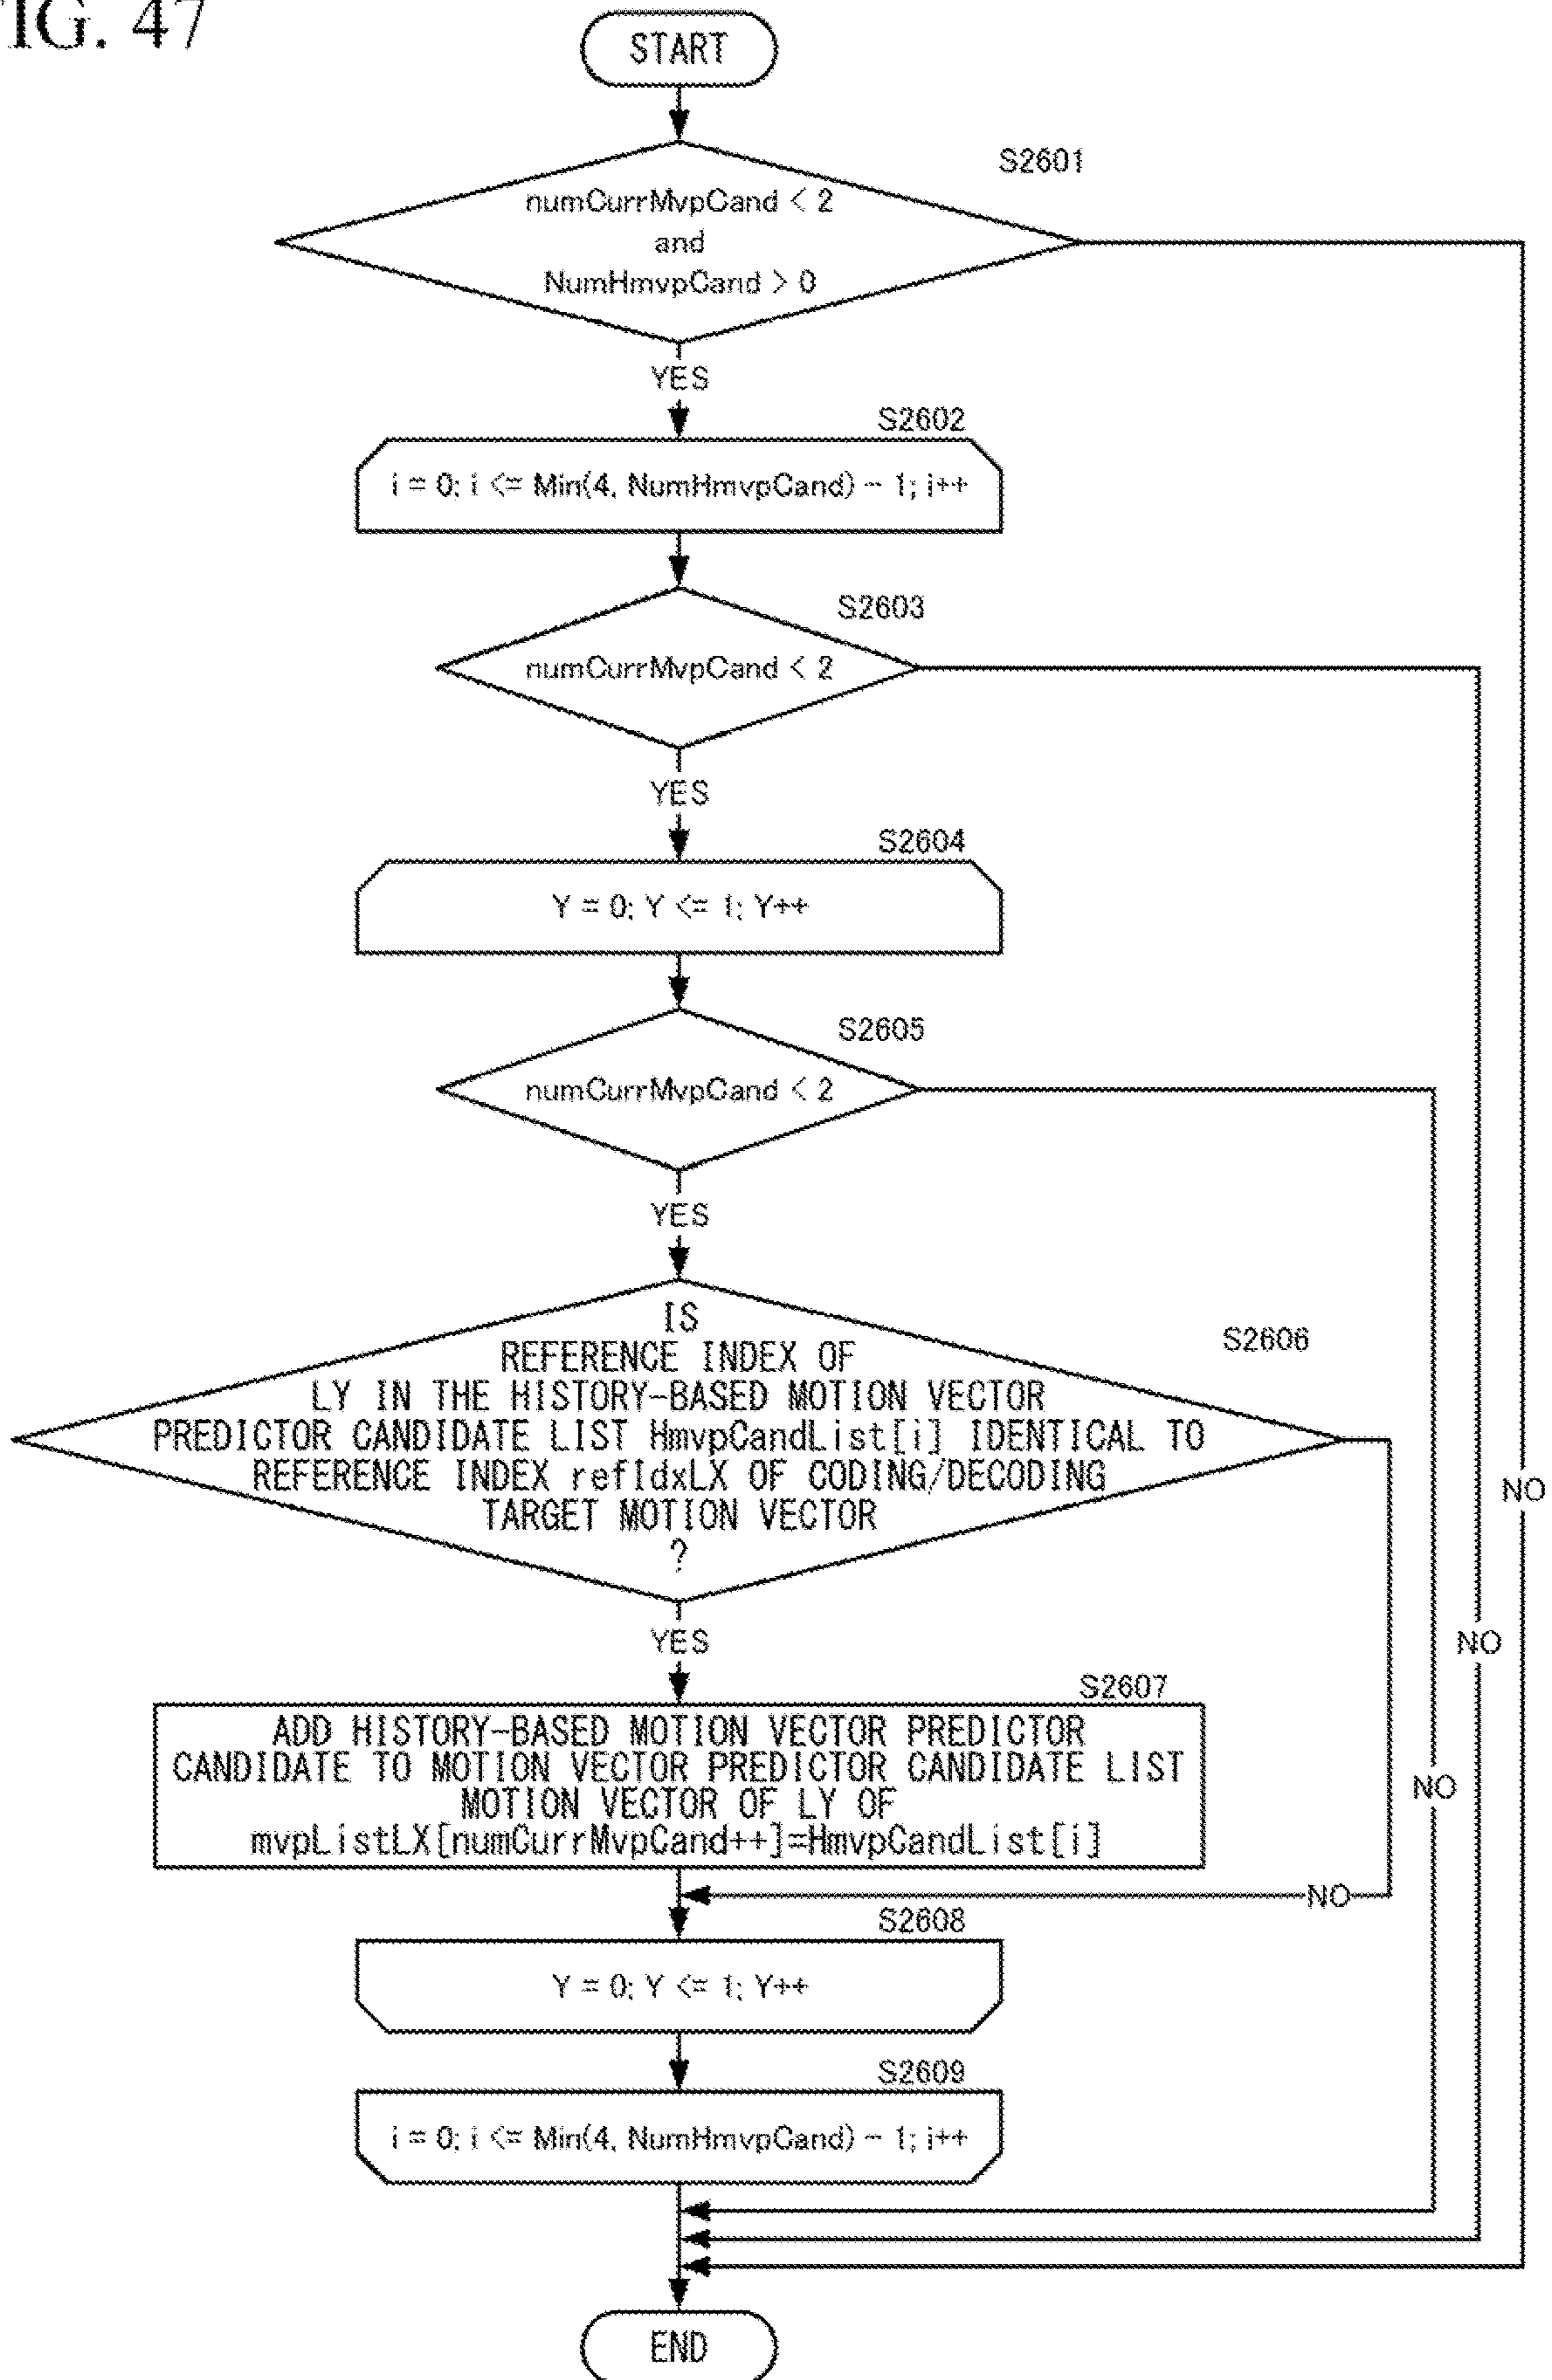 FIG. 47
START
S2601
numCurrMvpCand < 2
and
NumHmvpCand > 0
YES
S2602
i = 0; i <= Min(4, NumHmvpCand) - 1; i++
S2603
numCurrMvpCand < 2
YES
S2604
Y = 0; Y <= 1; Y++
S2605
numCurrMvpCand < 2
YES
IS
S2606
REFERENCE INDEX OF
LY IN THE HISTORY-BASED MOTION VECTOR
PREDICTOR CANDIDATE LIST HmvpCandList[i] IDENTICAL TO
REFERENCE INDEX refIdxLX OF CODING/DECODING
TARGET MOTION VECTOR
?
NO
YES
NO
S2607
ADD HISTORY-BASED MOTION VECTOR PREDICTOR
CANDIDATE TO MOTION VECTOR PREDICTOR CANDIDATE LIST
MOTION VECTOR OF LY OF
mvpListLX[numCurrMvpCand++]=HmvpCandList[i]
NO
NO
S2608
Y = 0; Y <= 1; Y++
S2609
i = 0; i <= Min(4, NumHmvpCand) - 1; i++
END